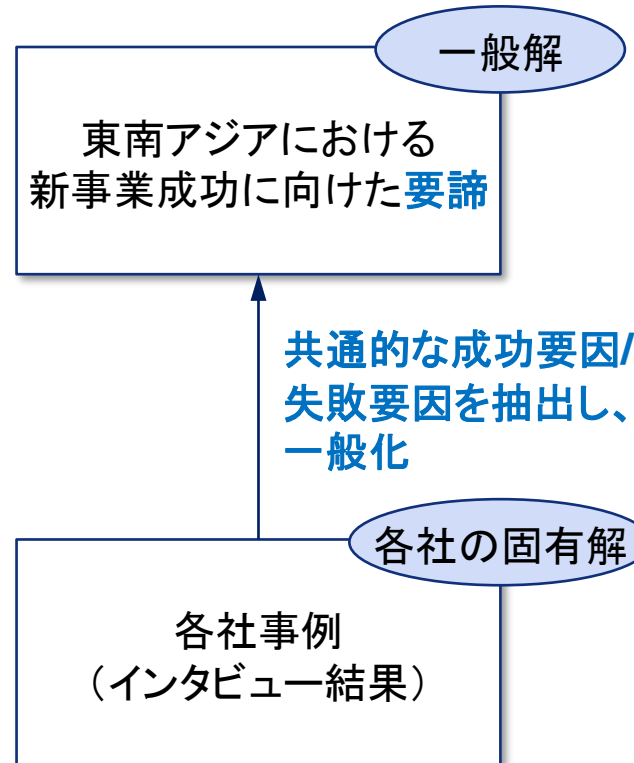 一般解
東南アジアにおける
新事業成功に向けた要諦
共通的な成功要因/
失敗要因を抽出し、
一般化
各社の固有解
各社事例
（インタビュー結果）